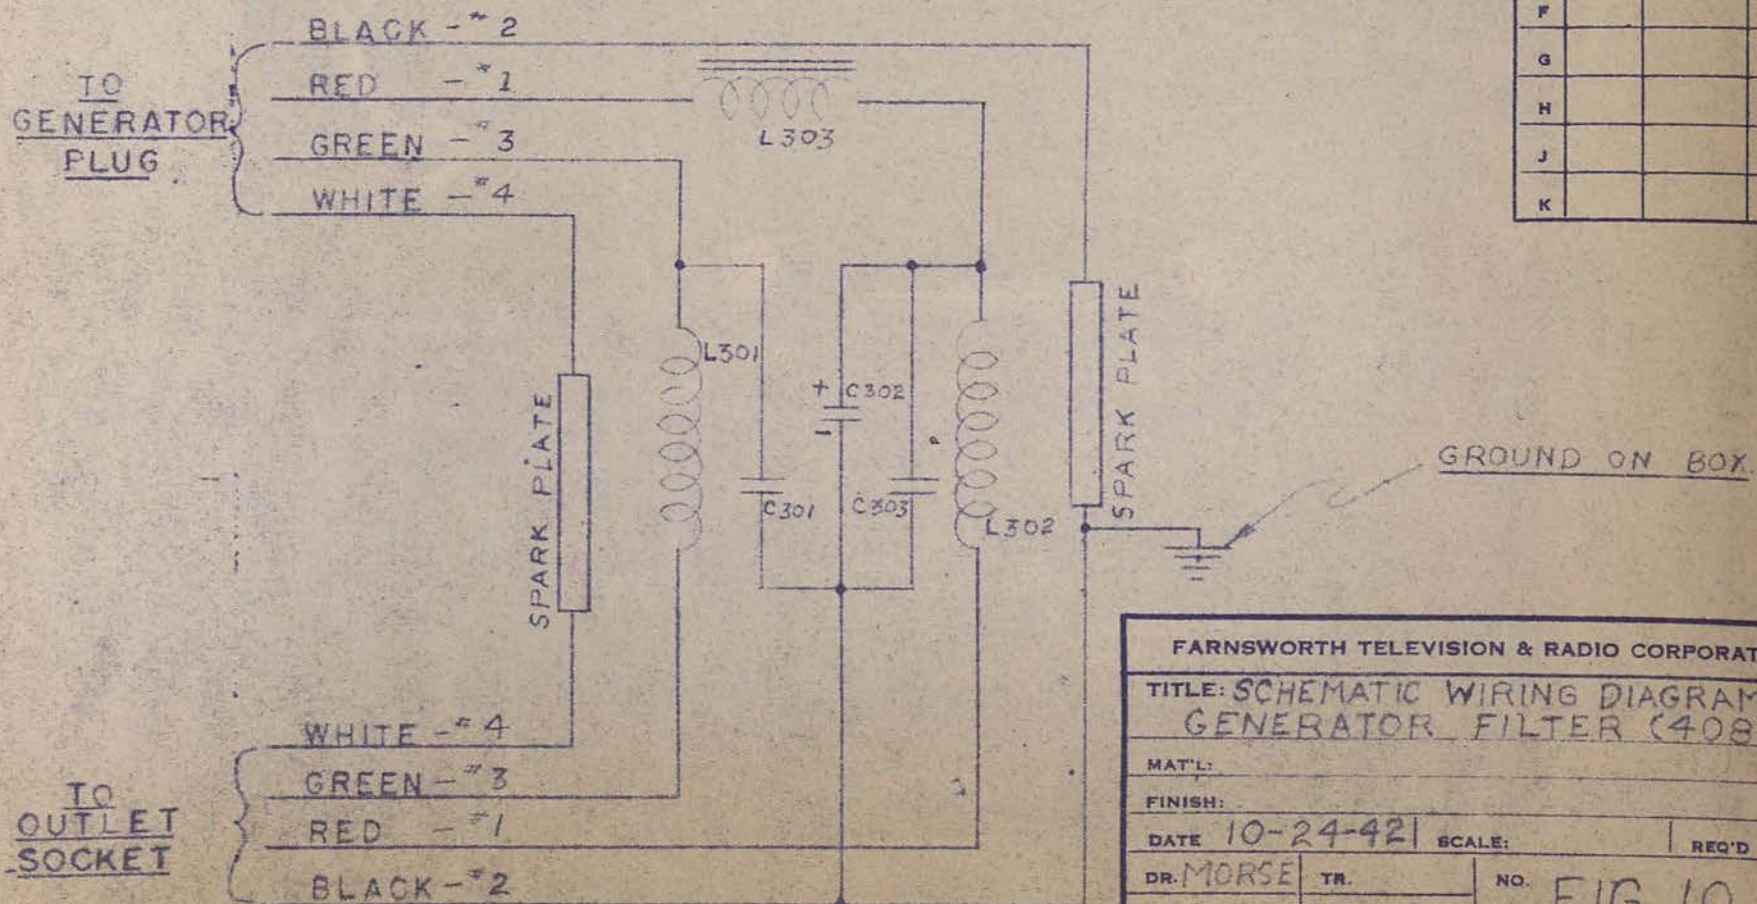 F
G
H
J
K
TO
GENERATOR
PLUG
BLACK - #2
RED - #1
GREEN - #3
WHITE - #4
L303
L301
C301
+ C302
-
C303
L302
SPARK PLATE
SPARK PLATE
GROUND ON BOX
TO
OUTLET
SOCKET
WHITE - #4
GREEN - #3
RED - #1
BLACK - #2
FARNSWORTH TELEVISION & RADIO CORPORAT
TITLE: SCHEMATIC WIRING DIAGRAM
GENERATOR FILTER (408
MAT'L:
FINISH:
DATE 10-24-42 SCALE: REQ'D
DR. MORSE TR. NO. FIG 10